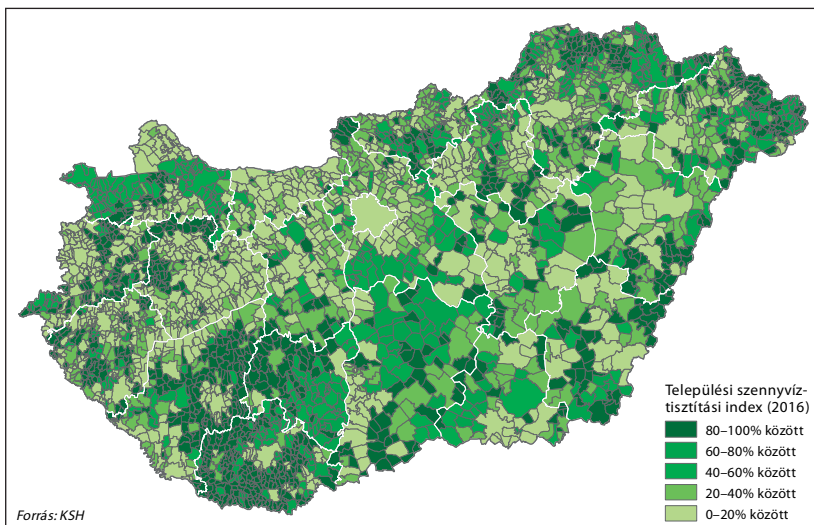 Települési szennyvíz-
tisztítási index (2016)
80–100% között
60–80% között
40–60% között
20–40% között
0–20% között
Forrás: KSH